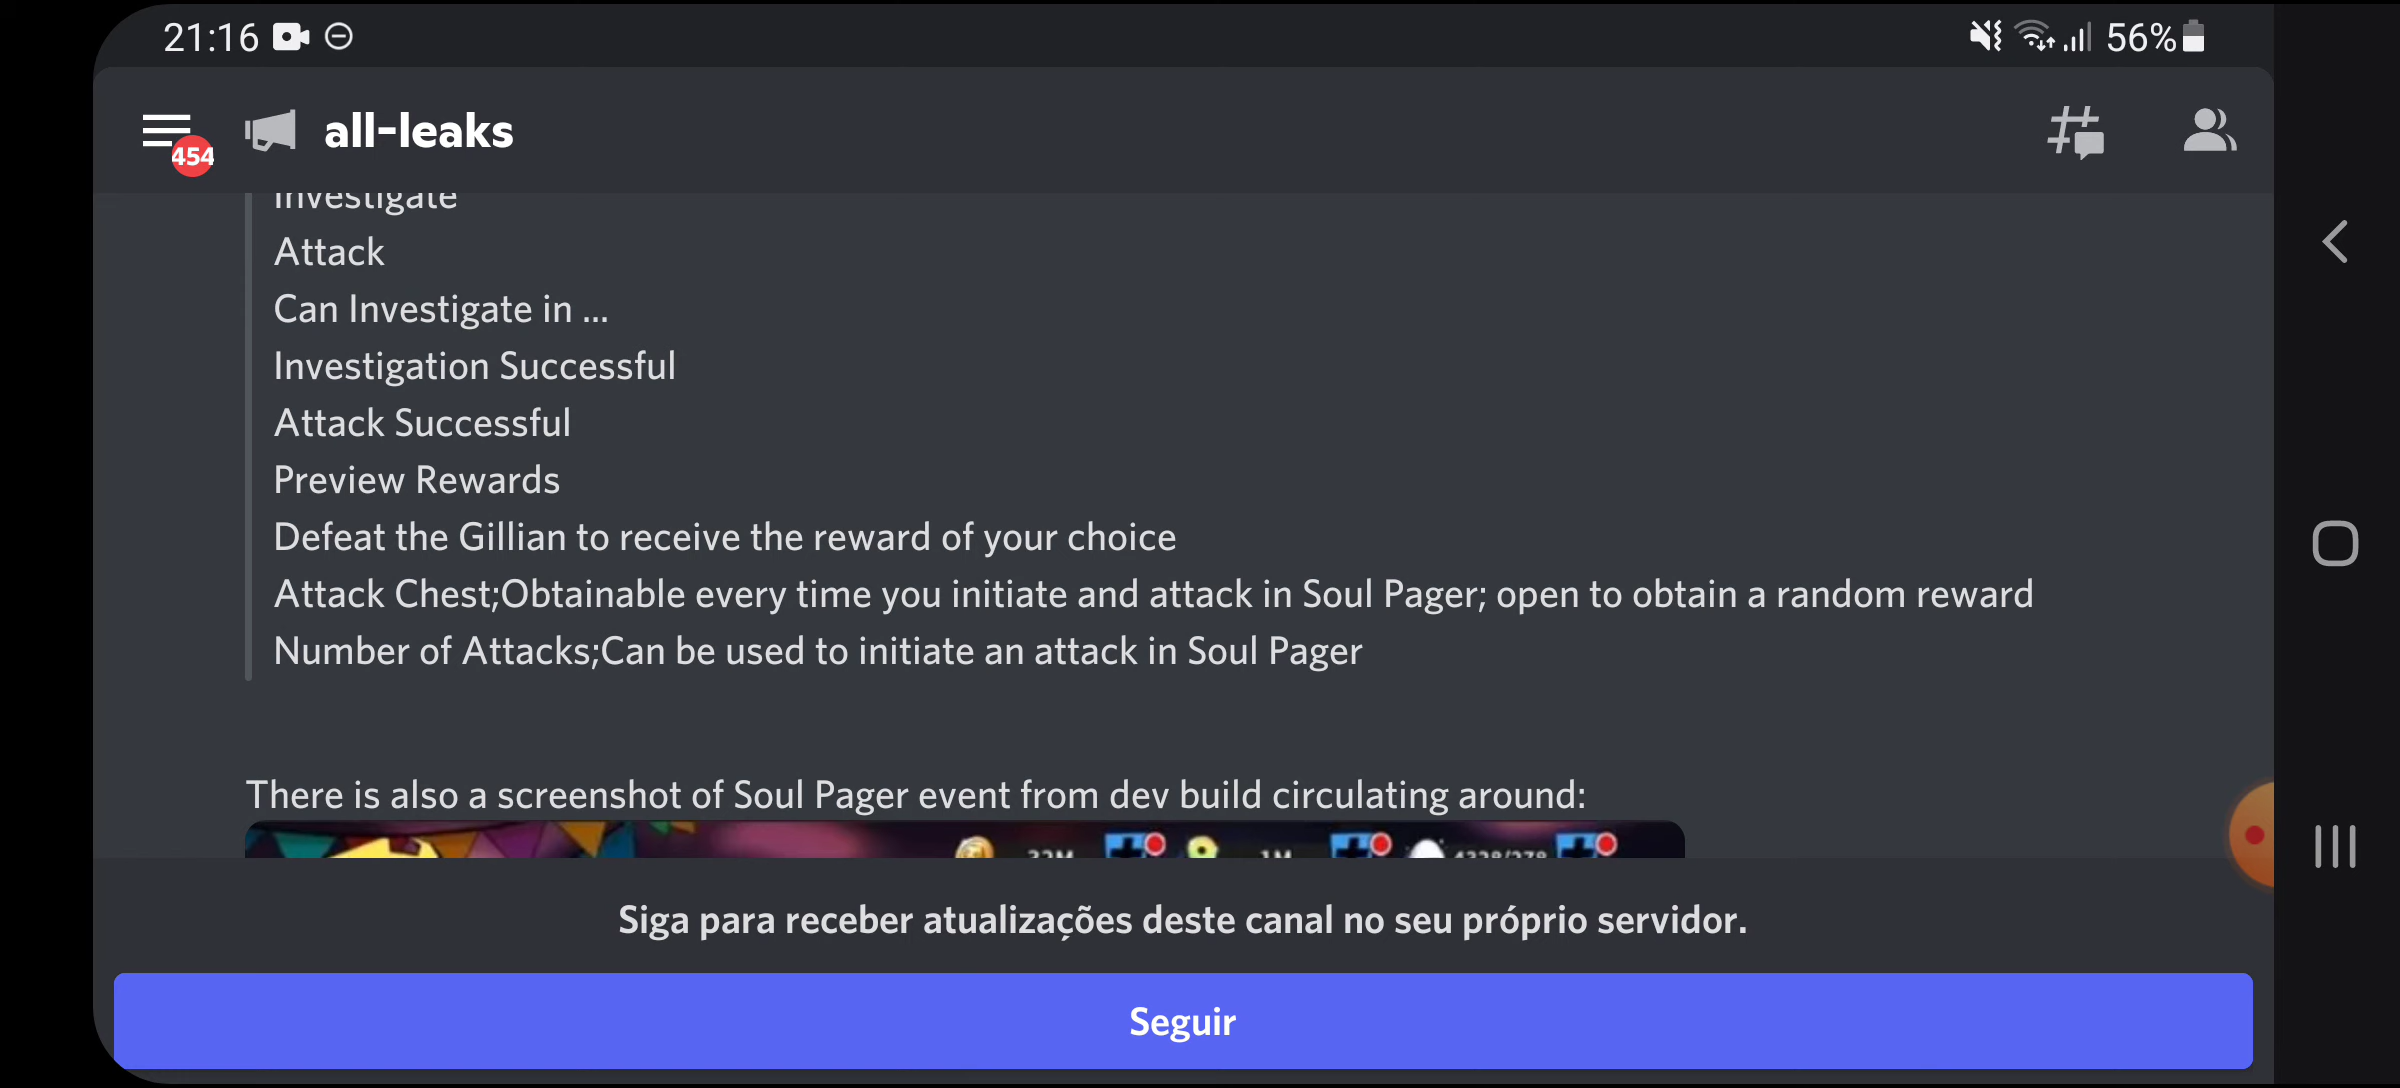 21:16
56%
454
all-leaks
Investigate
Attack
Can Investigate in ...
Investigation Successful
Attack Successful
Preview Rewards
Defeat the Gillian to receive the reward of your choice
Attack Chest;Obtainable every time you initiate and attack in Soul Pager; open to obtain a random reward
Number of Attacks;Can be used to initiate an attack in Soul Pager
There is also a screenshot of Soul Pager event from dev build circulating around:
Siga para receber atualizações deste canal no seu próprio servidor.
Seguir